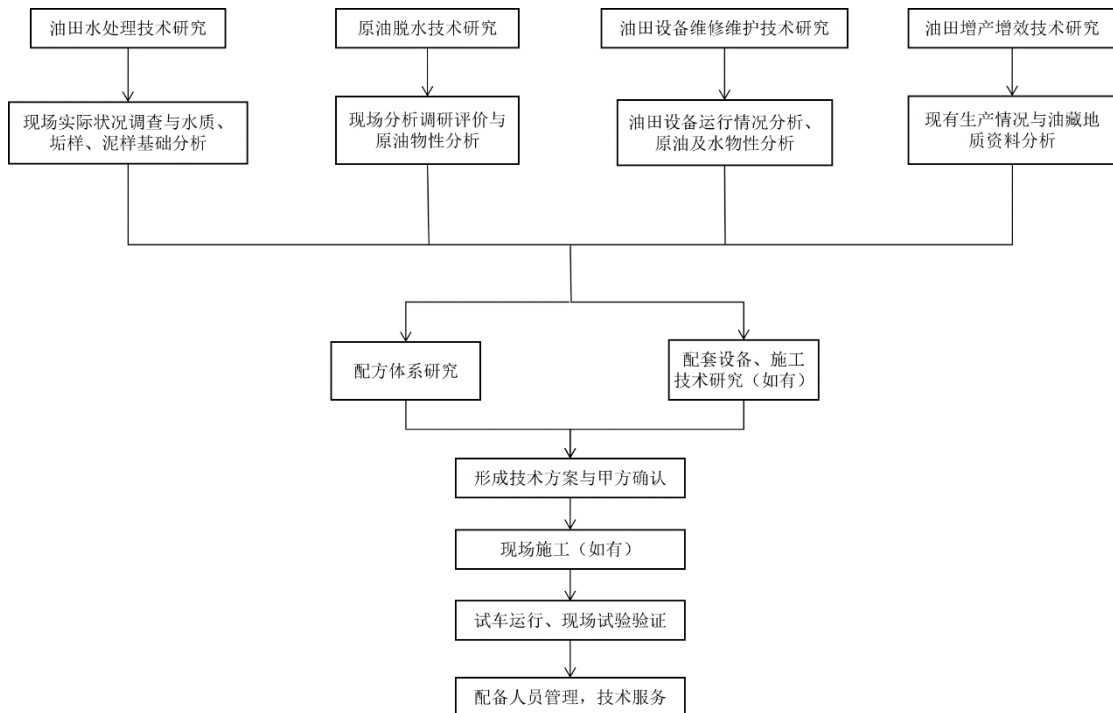 油田水处理技术研究
原油脱水技术研究
油田设备维修维护技术研究
油田增产增效技术研究
现场实际状况调查与水质、
垢样、泥样基础分析
现场分析调研评价与
原油物性分析
油田设备运行情况分析、
原油及水物性分析
现有生产情况与油藏地
质资料分析
配方体系研究
配套设备、施工
技术研究（如有）
形成技术方案与甲方确认
现场施工（如有）
试车运行、现场试验验证
配备人员管理，技术服务